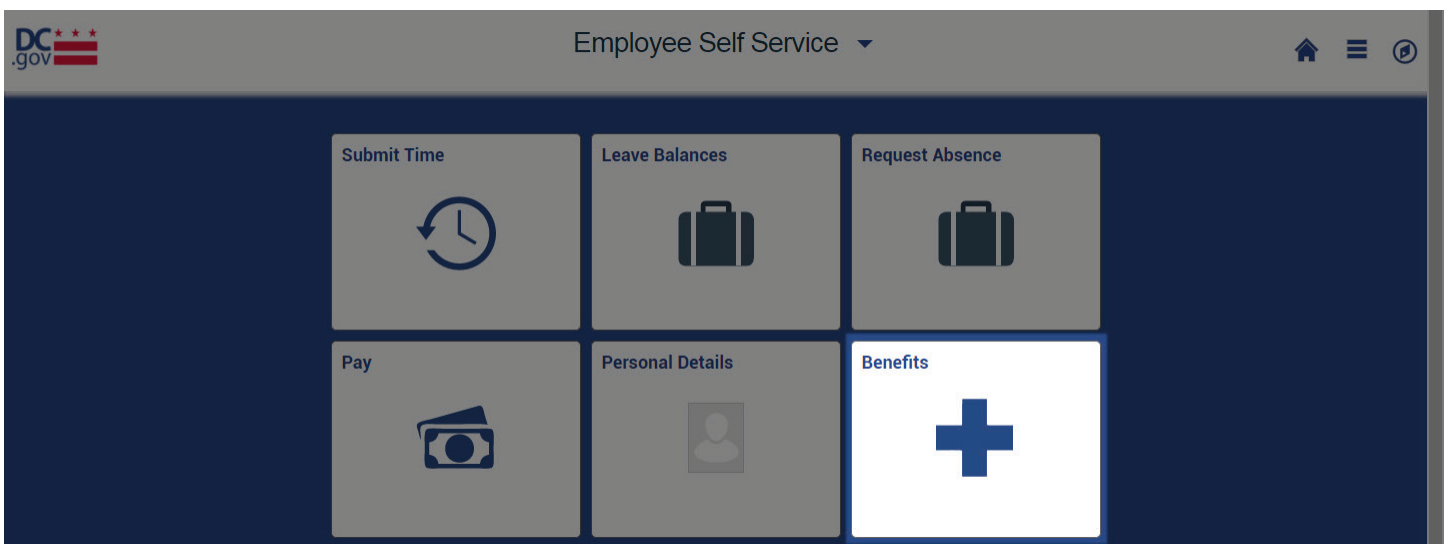 DC
.gov
Employee Self Service
Submit Time
Leave Balances
Request Absence
Pay
Personal Details
Benefits